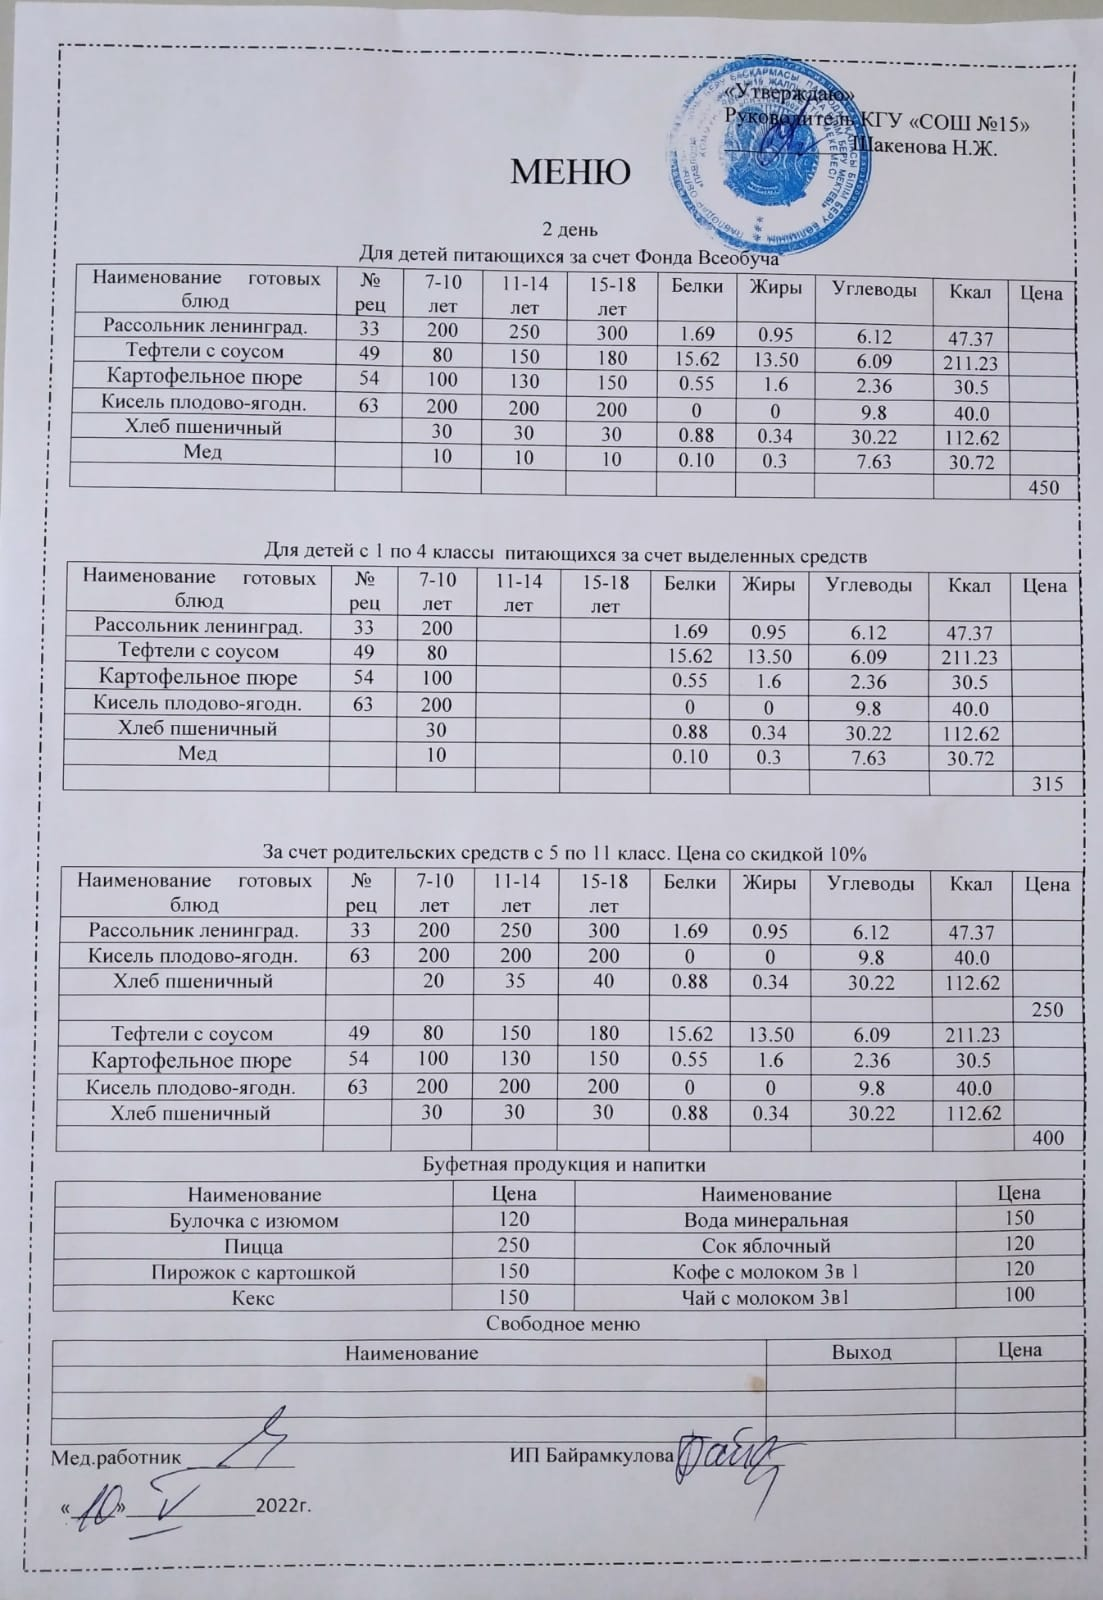 «Утверждаю»
Руководитель КГУ «СОШ №15»
Шакенова Н.Ж.
МЕНЮ
2 день
Для детей питающихся за счет Фонда Всеобуча
Наименование готовых блюд № рец 7-10 лет 11-14 лет 15-18 лет Белки Жиры Углеводы Ккал Цена
Рассольник ленинград. 33 200 250 300 1.69 0.95 6.12 47.37
Тефтели с соусом 49 80 150 180 15.62 13.50 6.09 211.23
Картофельное пюре 54 100 130 150 0.55 1.6 2.36 30.5
Кисель плодово-ягодн. 63 200 200 200 0 0 9.8 40.0
Хлеб пшеничный 30 30 30 0.88 0.34 30.22 112.62
Мед 10 10 10 0.10 0.3 7.63 30.72
450
Для детей с 1 по 4 классы питающихся за счет выделенных средств
Наименование готовых блюд № рец 7-10 лет 11-14 лет 15-18 лет Белки Жиры Углеводы Ккал Цена
Рассольник ленинград. 33 200 1.69 0.95 6.12 47.37
Тефтели с соусом 49 80 15.62 13.50 6.09 211.23
Картофельное пюре 54 100 0.55 1.6 2.36 30.5
Кисель плодово-ягодн. 63 200 0 0 9.8 40.0
Хлеб пшеничный 30 0.88 0.34 30.22 112.62
Мед 10 0.10 0.3 7.63 30.72
315
За счет родительских средств с 5 по 11 класс. Цена со скидкой 10%
Наименование готовых блюд № рец 7-10 лет 11-14 лет 15-18 лет Белки Жиры Углеводы Ккал Цена
Рассольник ленинград. 33 200 250 300 1.69 0.95 6.12 47.37
Кисель плодово-ягодн. 63 200 200 200 0 0 9.8 40.0
Хлеб пшеничный 20 35 40 0.88 0.34 30.22 112.62
250
Тефтели с соусом 49 80 150 180 15.62 13.50 6.09 211.23
Картофельное пюре 54 100 130 150 0.55 1.6 2.36 30.5
Кисель плодово-ягодн. 63 200 200 200 0 0 9.8 40.0
Хлеб пшеничный 30 30 30 0.88 0.34 30.22 112.62
400
Буфетная продукция и напитки
Наименование Цена Наименование Цена
Булочка с изюмом 120 Вода минеральная 150
Пицца 250 Сок яблочный 120
Пирожок с картошкой 150 Кофе с молоком 3в 1 120
Кекс 150 Чай с молоком 3в1 100
Свободное меню
Наименование Выход Цена
Мед.работник ИП Байрамкулова
«10» V 2022г.